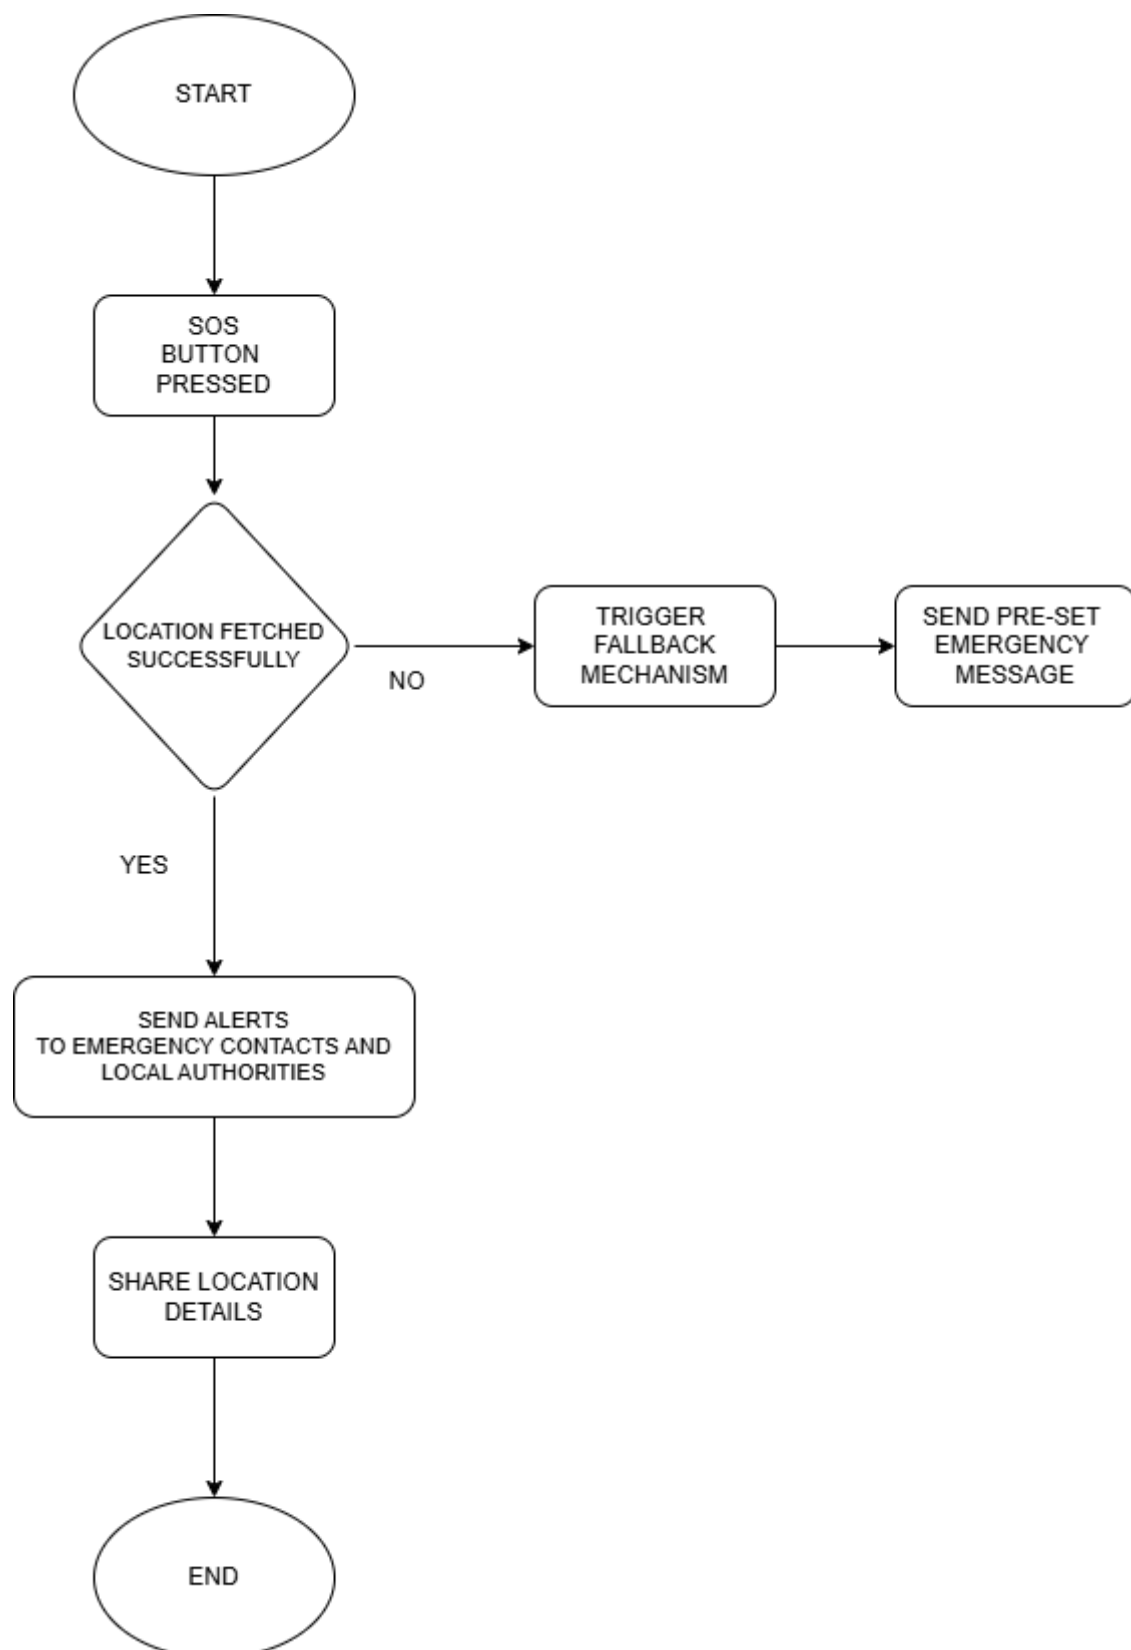 START
SOS
BUTTON
PRESSED
LOCATION FETCHED
SUCCESSFULLY
NO
TRIGGER
FALLBACK
MECHANISM
SEND PRE-SET
EMERGENCY
MESSAGE
YES
SEND ALERTS
TO EMERGENCY CONTACTS AND
LOCAL AUTHORITIES
SHARE LOCATION
DETAILS
END